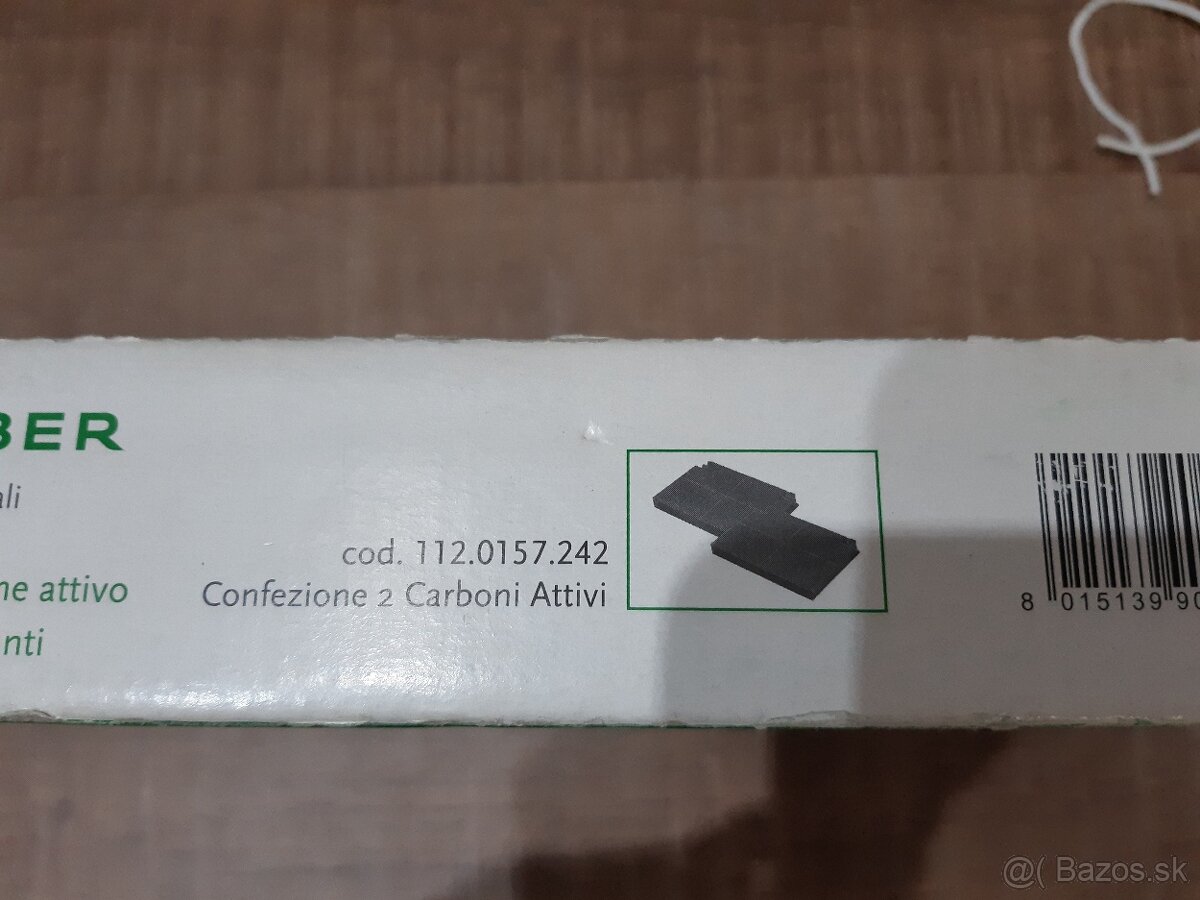 BER
ali
cod. 112.0157.242
ne attivo
Confezione 2 Carboni Attivi
nti
8 015139 90
@( Bazos.sk